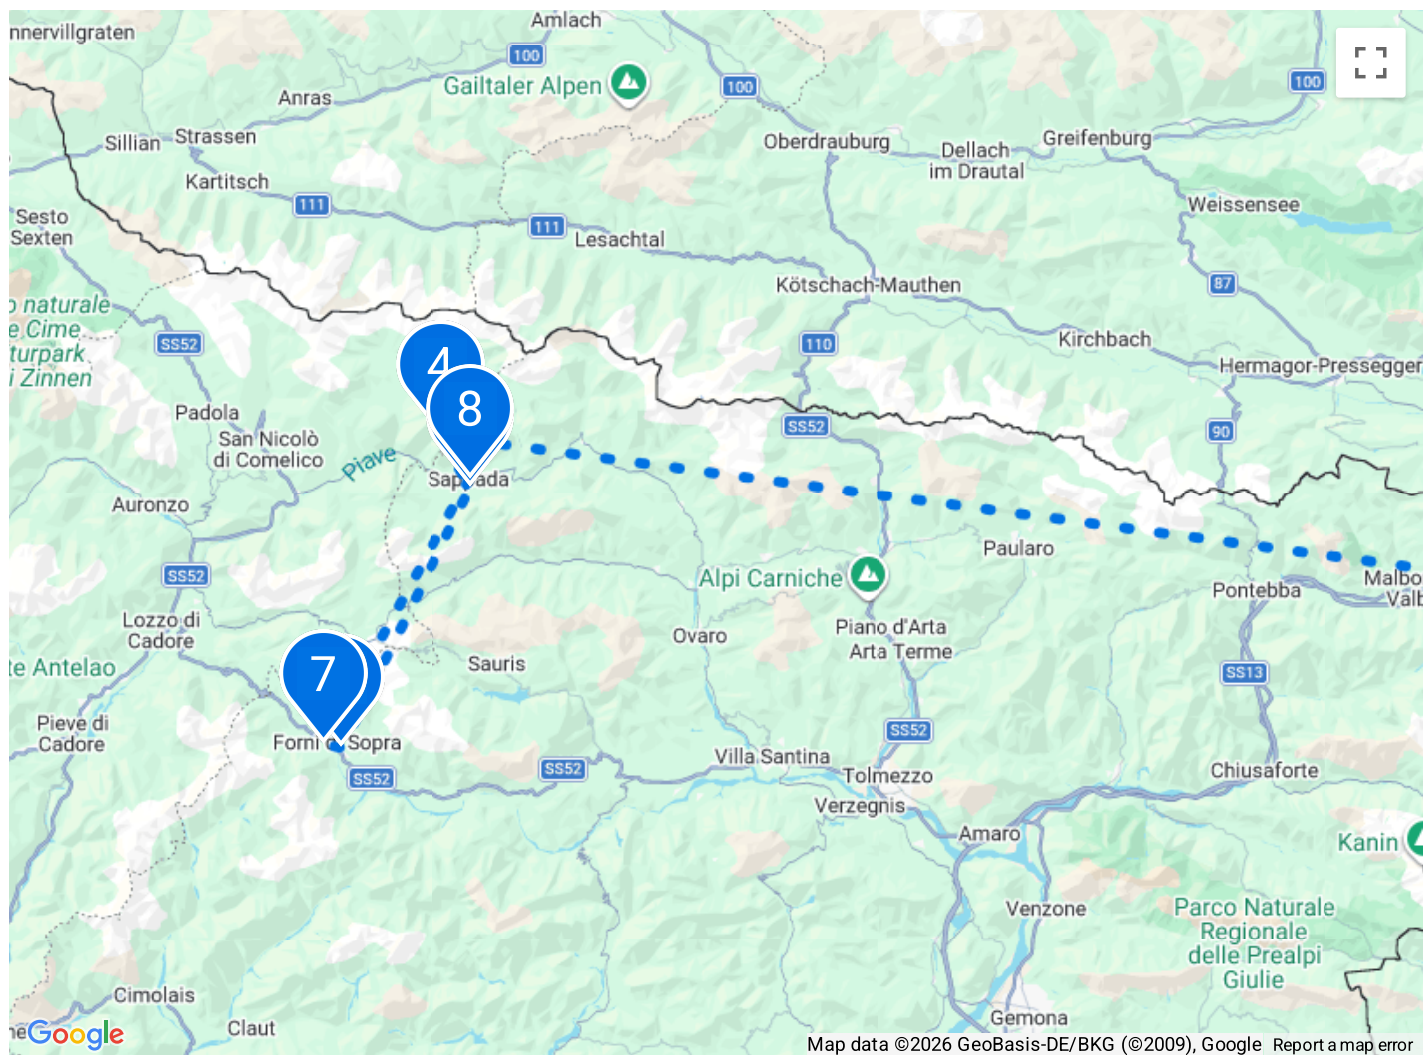 Amlach
nnervillgraten
100
Gailtaler Alpen
100
100
Anras
Sillian
Strassen
Oberdrauburg
Greifenburg
Dellach
im Drautal
Kartitsch
111
Weissensee
Sesto
Sexten
111
Lesachtal
Kötschach-Mauthen
87
o naturale
e Cime
turpark
i Zinnen
SS52
110
Kirchbach
Hermagor-Pressegger
4
8
Padola
SS52
90
San Nicolò
di Comelico
Piave
Auronzo
Paularo
SS52
Alpi Carniche
Malbo
Valb
Pontebba
Lozzo di
Cadore
Ovaro
Piano d'Arta
Arta Terme
te Antelao
Sauris
7
SS13
Pieve di
Cadore
SS52
Sopra
SS52
SS52
Villa Santina
Tolmezzo
Chiusaforte
Verzegnis
Amaro
Kanin
Venzone
Parco Naturale
Regionale
delle Prealpi
Giulie
Cimolais
Claut
Gemona
Google
Map data ©2026 GeoBasis-DE/BKG (©2009), Google
Report a map error